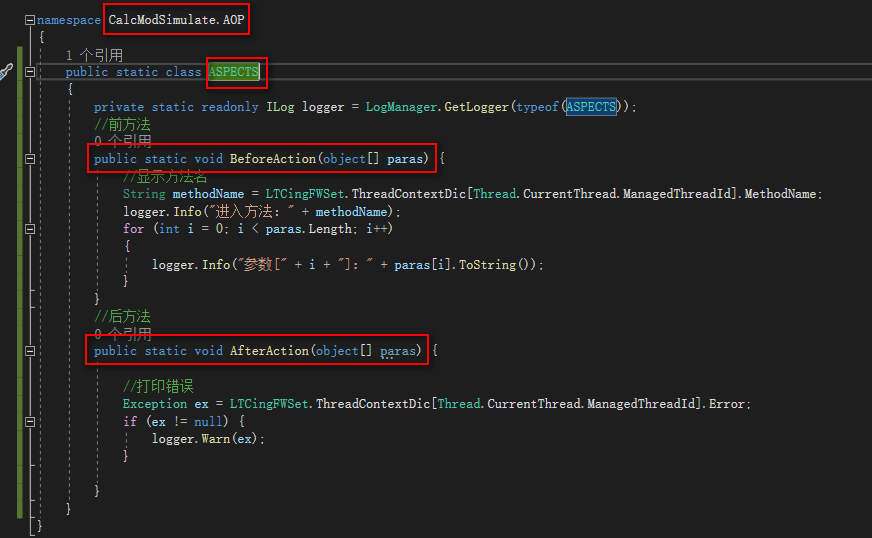 namespace CalcModSimulate.AOP
{
1 个引用
public static class ASPECTS
{
private static readonly ILog logger = LogManager.GetLogger(typeof(ASPECTS));
//前方法
0 个引用
public static void BeforeAction(object[] paras) {
//显示方法名
String methodName = LTCingFWSet.ThreadContextDic[Thread.CurrentThread.ManagedThreadId].MethodName;
logger.Info("进入方法: " + methodName);
for (int i = 0; i < paras.Length; i++)
{
logger.Info("参数[" + i + "]: " + paras[i].ToString());
}
}
//后方法
0 个引用
public static void AfterAction(object[] paras) {
//打印错误
Exception ex = LTCingFWSet.ThreadContextDic[Thread.CurrentThread.ManagedThreadId].Error;
if (ex != null) {
logger.Warn(ex);
}
}
}
}